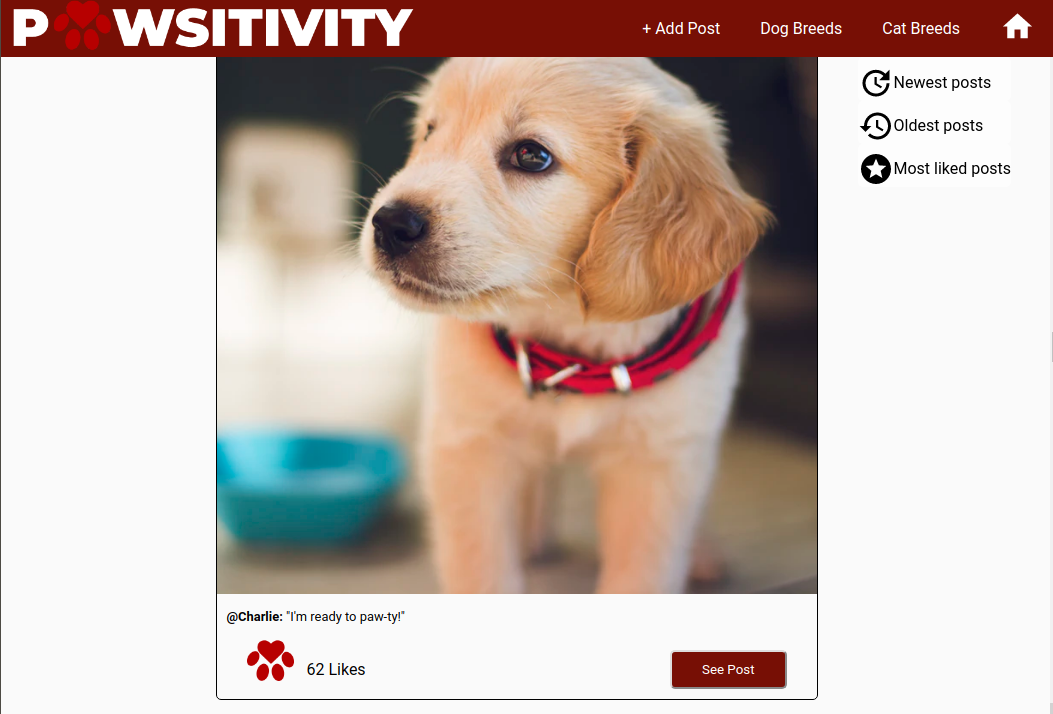 PAWSITIVITY
+ Add Post
Dog Breeds
Cat Breeds
Newest posts
Oldest posts
Most liked posts
@Charlie: "I'm ready to paw-ty!"
62 Likes
See Post